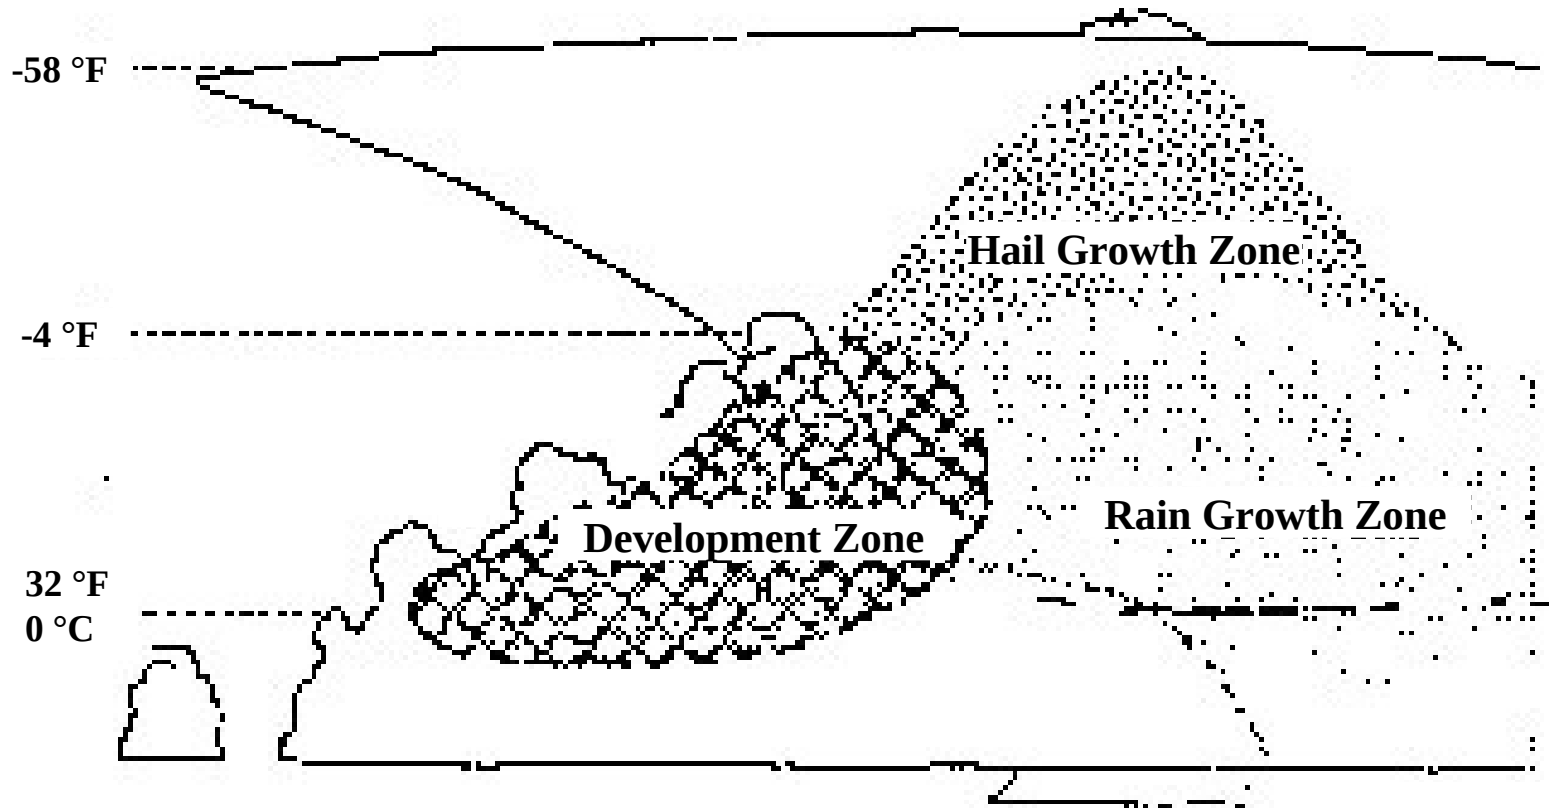 -58 °F
Hail Growth Zone
-4 °F
Rain Growth Zone
Development Zone
32 °F
0 °C